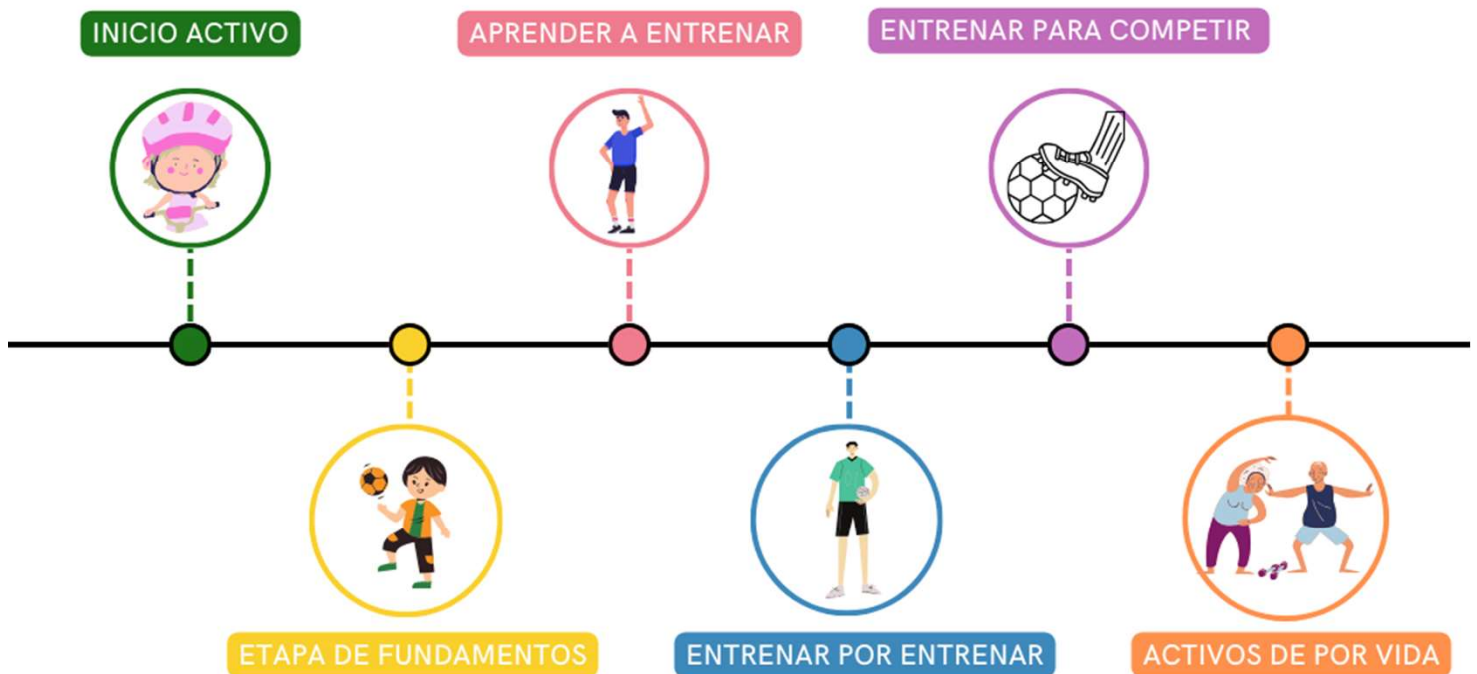 INICIO ACTIVO
APRENDER A ENTRENAR
ENTRENAR PARA COMPETIR
ETAPA DE FUNDAMENTOS
ENTRENAR POR ENTRENAR
ACTIVOS DE POR VIDA